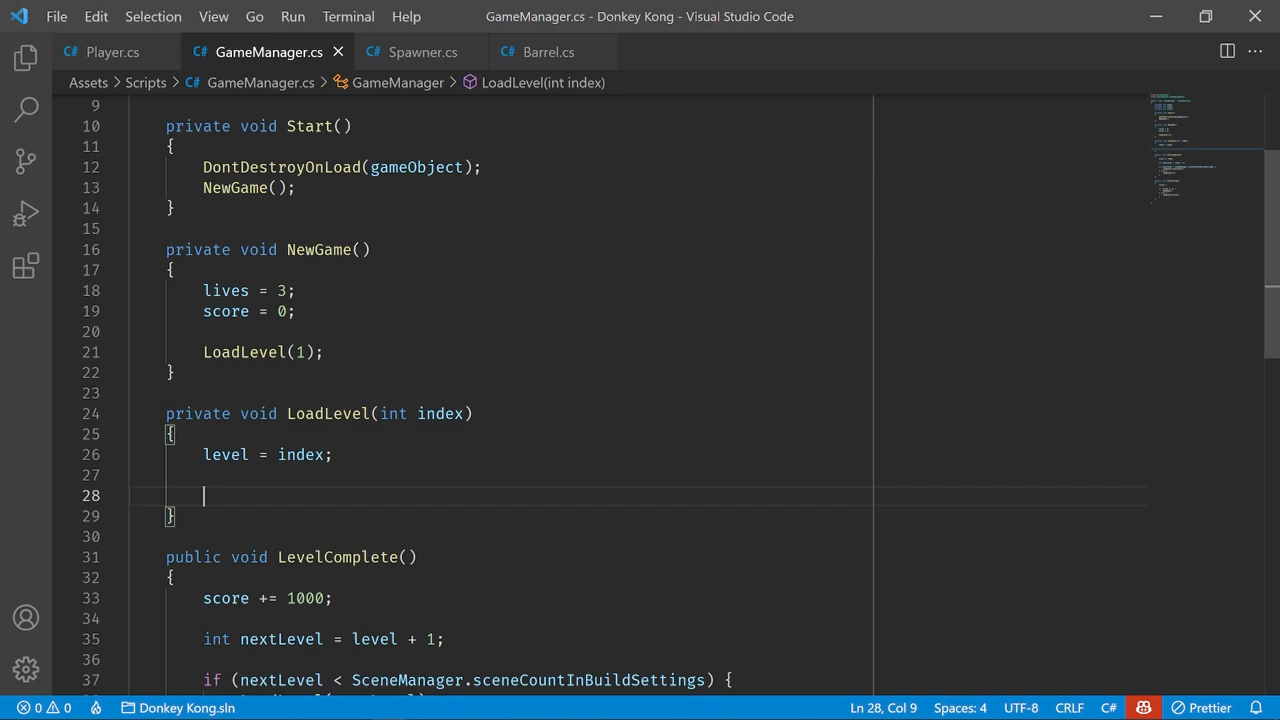 File Edit Selection View Go Run Terminal Help GameManager.cs - Donkey Kong - Visual Studio Code
C# Player.cs C# GameManager.cs C# Spawner.cs C# Barrel.cs
Assets > Scripts > C# GameManager.cs > GameManager > LoadLevel(int index)
9
10 private void Start()
11 {
12 DontDestroyOnLoad(gameObject);
13 NewGame();
14 }
15
16 private void NewGame()
17 {
18 lives = 3;
19 score = 0;
20
21 LoadLevel(1);
22 }
23
24 private void LoadLevel(int index)
25 {
26 level = index;
27
28
29 }
30
31 public void LevelComplete()
32 {
33 score += 1000;
34
35 int nextLevel = level + 1;
36
37 if (nextLevel < SceneManager.sceneCountInBuildSettings) {
0 0 Donkey Kong.sln Ln 28, Col 9 Spaces: 4 UTF-8 CRLF C# Prettier